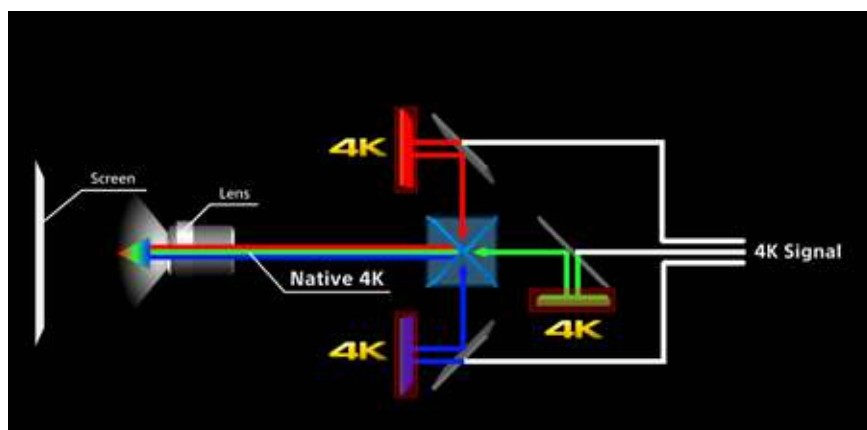 4K
Screen
Lens
4K Signal
Native 4K
4K
4K